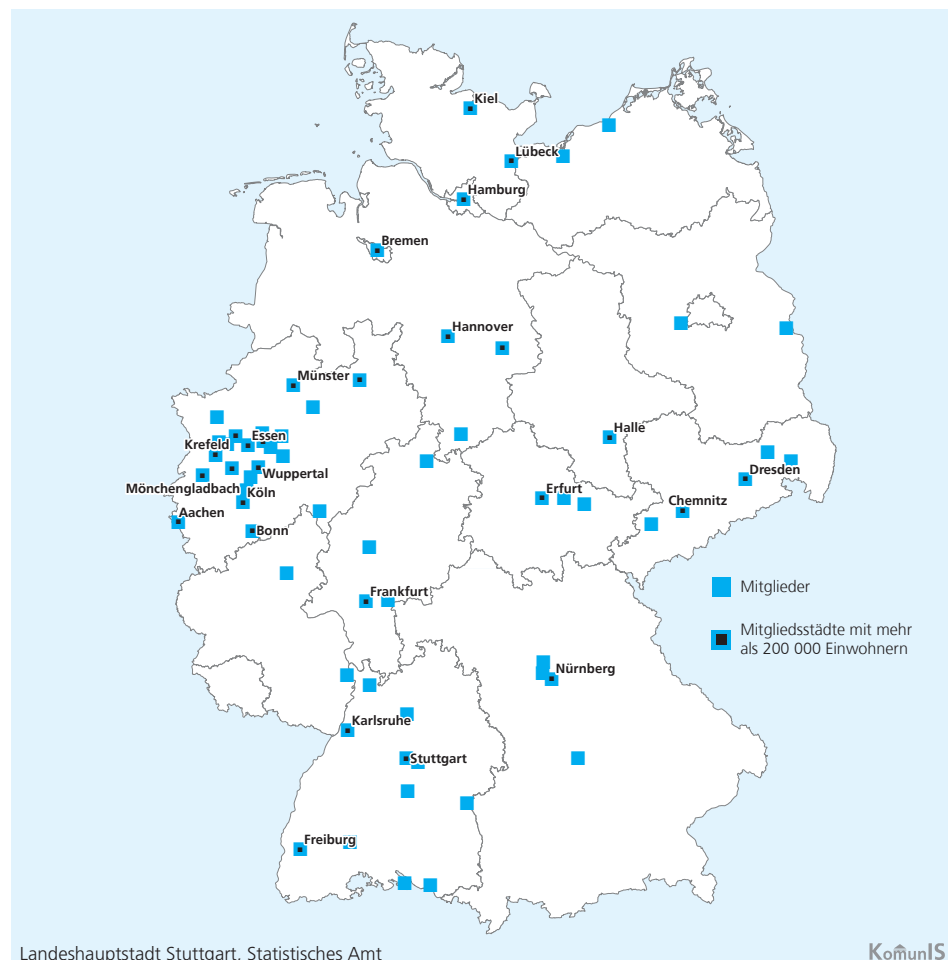 Kiel
Lübeck
Hamburg
Bremen
Hannover
Münster
Halle
Essen
Krefeld
Wuppertal
Dresden
Mönchengladbach
Köln
Erfurt
Chemnitz
Aachen
Bonn
Mitglieder
Frankfurt
Mitgliedsstädte mit mehr
als 200 000 Einwohnern
Nürnberg
Karlsruhe
Stuttgart
Freiburg
Landeshauptstadt Stuttgart, Statistisches Amt
KomunIS